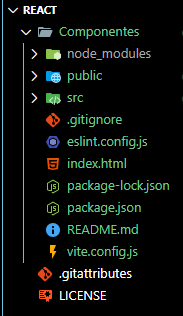 REACT
Componentes
node_modules
public
src
.gitignore
eslint.config.js
index.html
package-lock.json
package.json
README.md
vite.config.js
.gitattributes
LICENSE